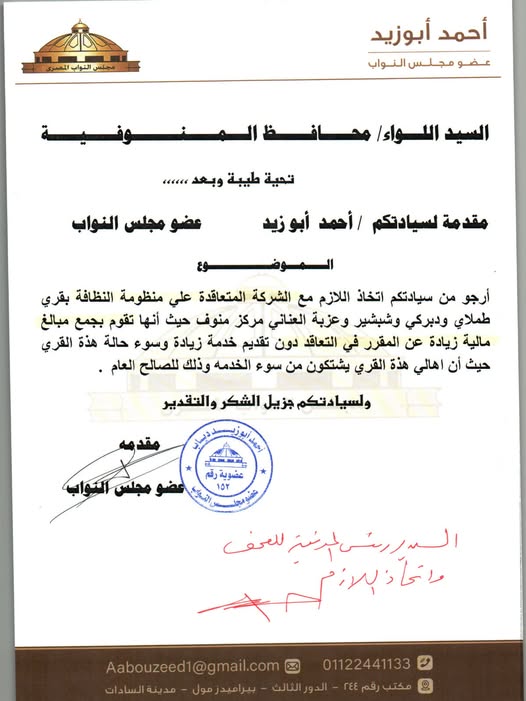 أحمد أبوزيد
عضو مجلس النواب
مجلس النواب المصرى
السيد اللواء/ محافظ المنوفية
تحية طيبة وبعد ,,,,,,
مقدمة لسيادتكم / أحمد أبو زيد عضو مجلس النواب
الموضوع
أرجو من سيادتكم اتخاذ اللازم مع الشركة المتعاقدة علي منظومة النظافة بقري
طملاي ودبركي وشبشير وعزبة العناني مركز منوف حيث أنها تقوم بجمع مبالغ
مالية زيادة عن المقرر في التعاقد دون تقديم خدمة زيادة وسوء حالة هذة القري
حيث أن اهالي هذة القري يشتكون من سوء الخدمه وذلك للصالح العام .
ولسيادتكم جزيل الشكر والتقدير
مقدمه
عضو مجلس النواب
أحمد أبوزيد دياب
عضوية رقم
١٥٢
عضو مجلس النواب
السيد رئيس المدينة للفحص
واتخاذ اللازم
01122441133
Aabouzeed1@gmail.com
مكتب رقم ٢٤٤ - الدور الثالث - بيراميدز مول - مدينة السادات